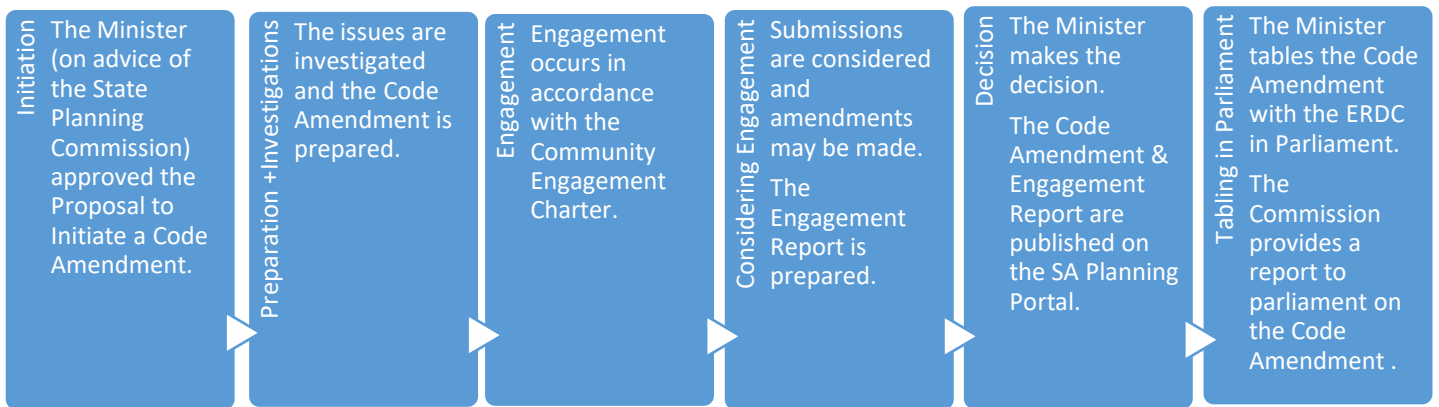 Initiation
The Minister
(on advice of
the State
Planning
Commission)
approved the
Proposal to
Initiate a Code
Amendment.
Preparation +Investigations
The issues are
investigated
and the Code
Amendment is
prepared.
Engagement
Engagement
occurs in
accordance
with the
Community
Engagement
Charter.
Considering Engagement
Submissions
are considered
and
amendments
may be made.
The
Engagement
Report is
prepared.
Decision
The Minister
makes the
decision.
The Code
Amendment &
Engagement
Report are
published on
the SA Planning
Portal.
Tabling in Parliament
The Minister
tables the Code
Amendment
with the ERDC
in Parliament.
The
Commission
provides a
report to
parliament on
the Code
Amendment .